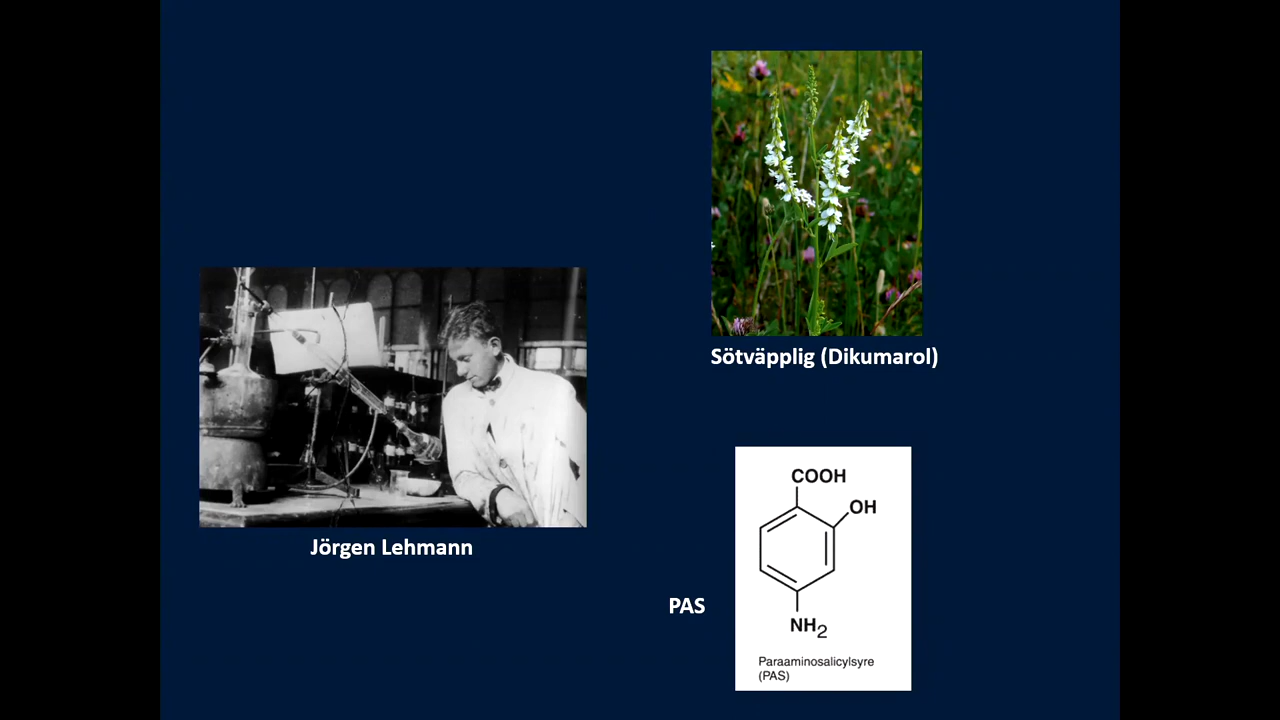 Sötväpplig (Dikumarol)
Jörgen Lehmann
COOH
OH
PAS
NH2
Paraaminosalicylsyre
(PAS)